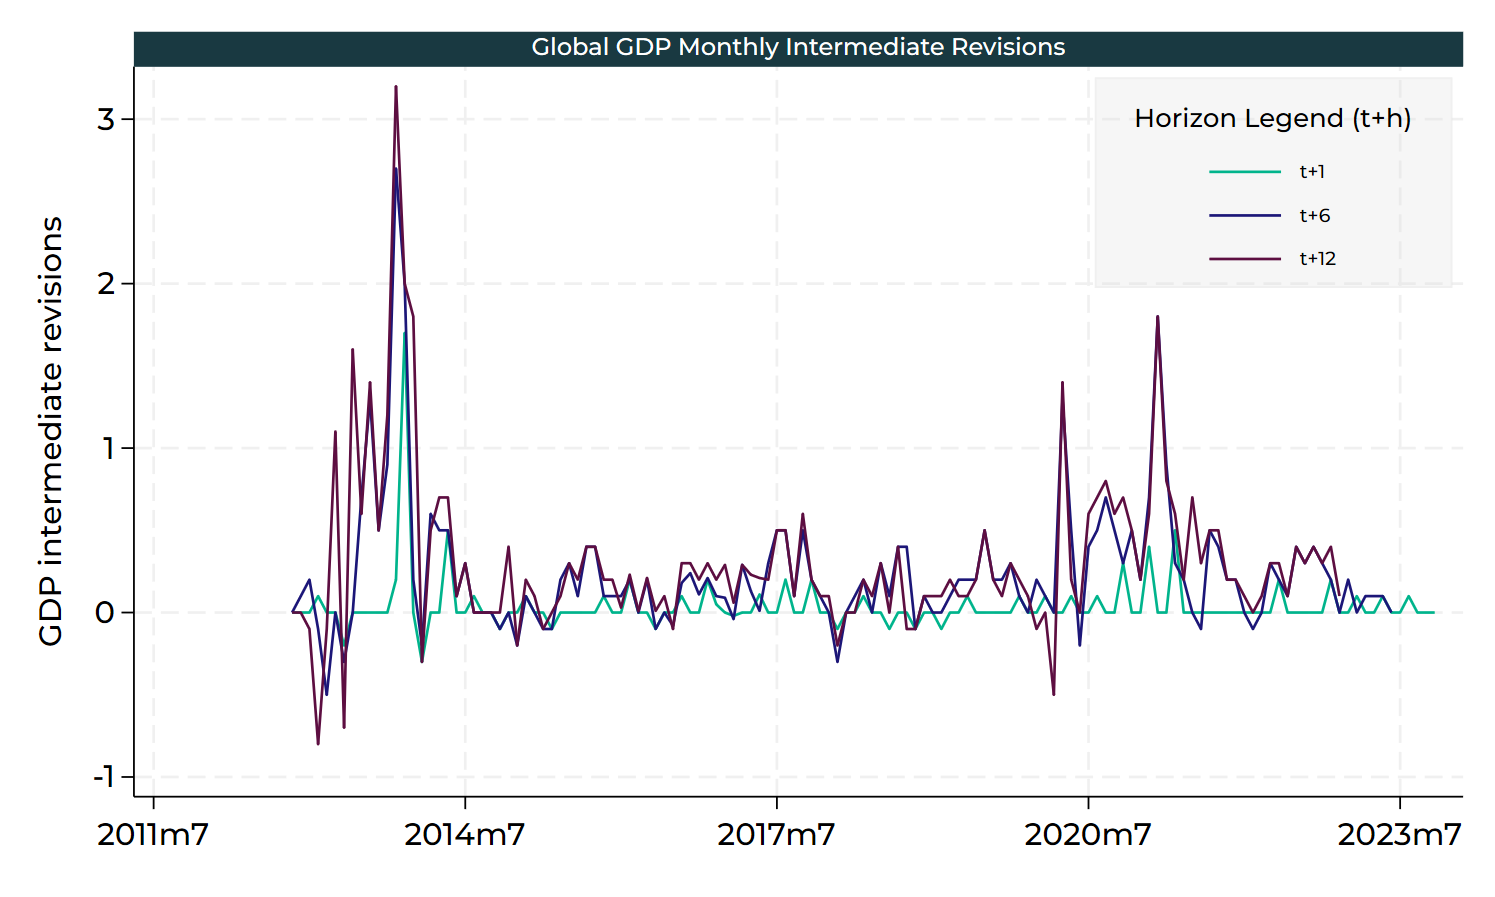 Global GDP Monthly Intermediate Revisions
Horizon Legend (t+h)
t+1
t+6
t+12
GDP intermediate revisions
3
2
1
0
-1
2011m7
2014m7
2017m7
2020m7
2023m7